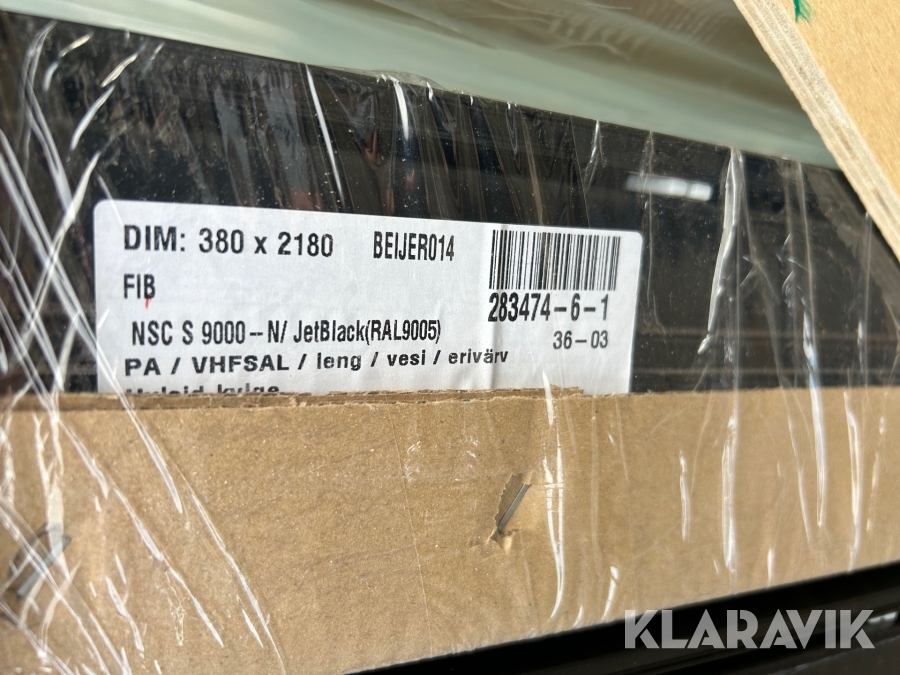 DIM: 380 x 2180 BEIJER014
FIB
283474-6-1
NSC S 9000--N/ JetBlack(RAL9005)
36-03
PA / VHFSAL / leng / vesi / erivärv
KLARAVIK